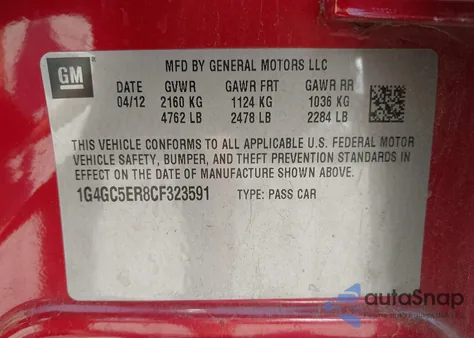 GM
MFD BY GENERAL MOTORS LLC
DATE GVWR GAWR FRT GAWR RR
04/12 2160 KG 1124 KG 1036 KG
4762 LB 2478 LB 2284 LB
THIS VEHICLE CONFORMS TO ALL APPLICABLE U.S. FEDERAL MOTOR
VEHICLE SAFETY, BUMPER, AND THEFT PREVENTION STANDARDS IN
EFFECT ON THE DATE OF MANUFACTURE SHOWN ABOVE.
1G4GC5ER8CF323591 TYPE: PASS CAR
autoSnap